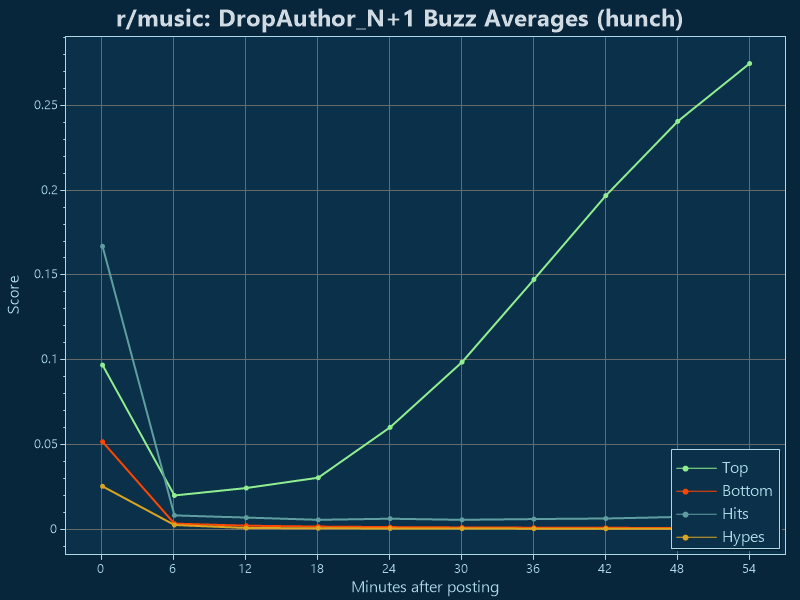 r/music: DropAuthor_N+1 Buzz Averages (hunch)
Score
0.25
0.2
0.15
0.1
0.05
0
0 6 12 18 24 30 36 42 48 54
Minutes after posting
Top
Bottom
Hits
Hypes